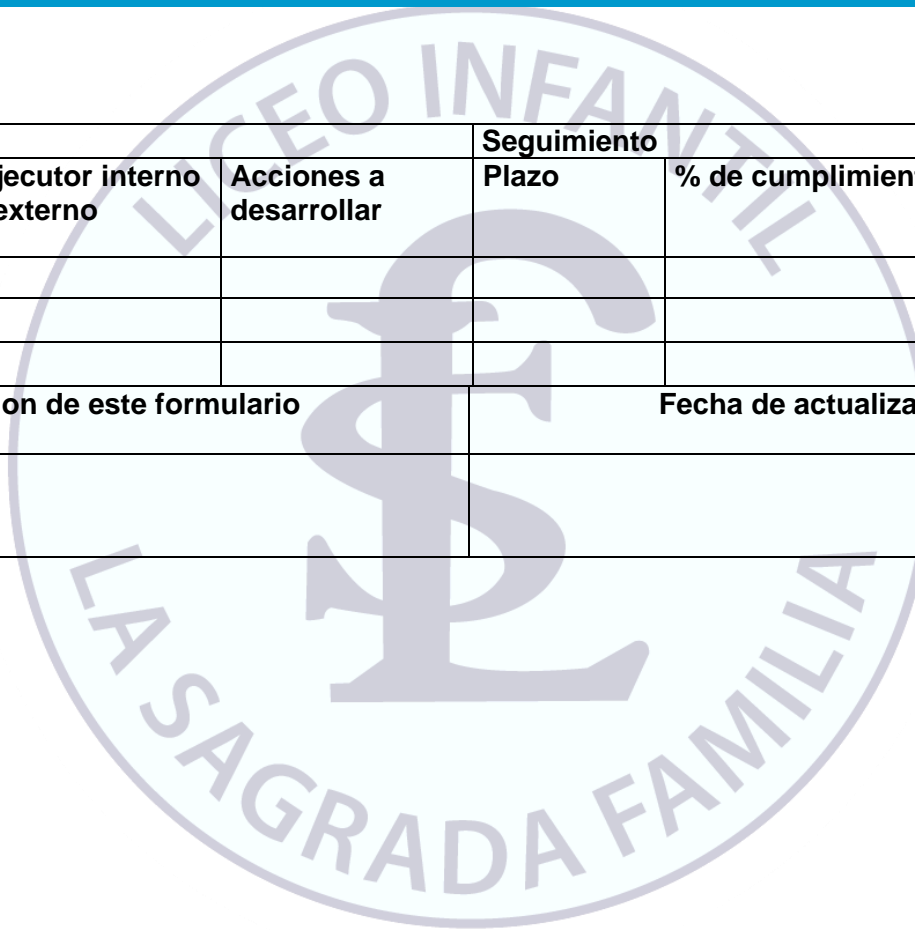 LICEO INFANTIL
Seguimiento
jecutor interno
externo
Acciones a
desarrollar
Plazo
% de cumplimient
ion de este formulario
Fecha de actualiza
LA SAGRADA FAMILIA